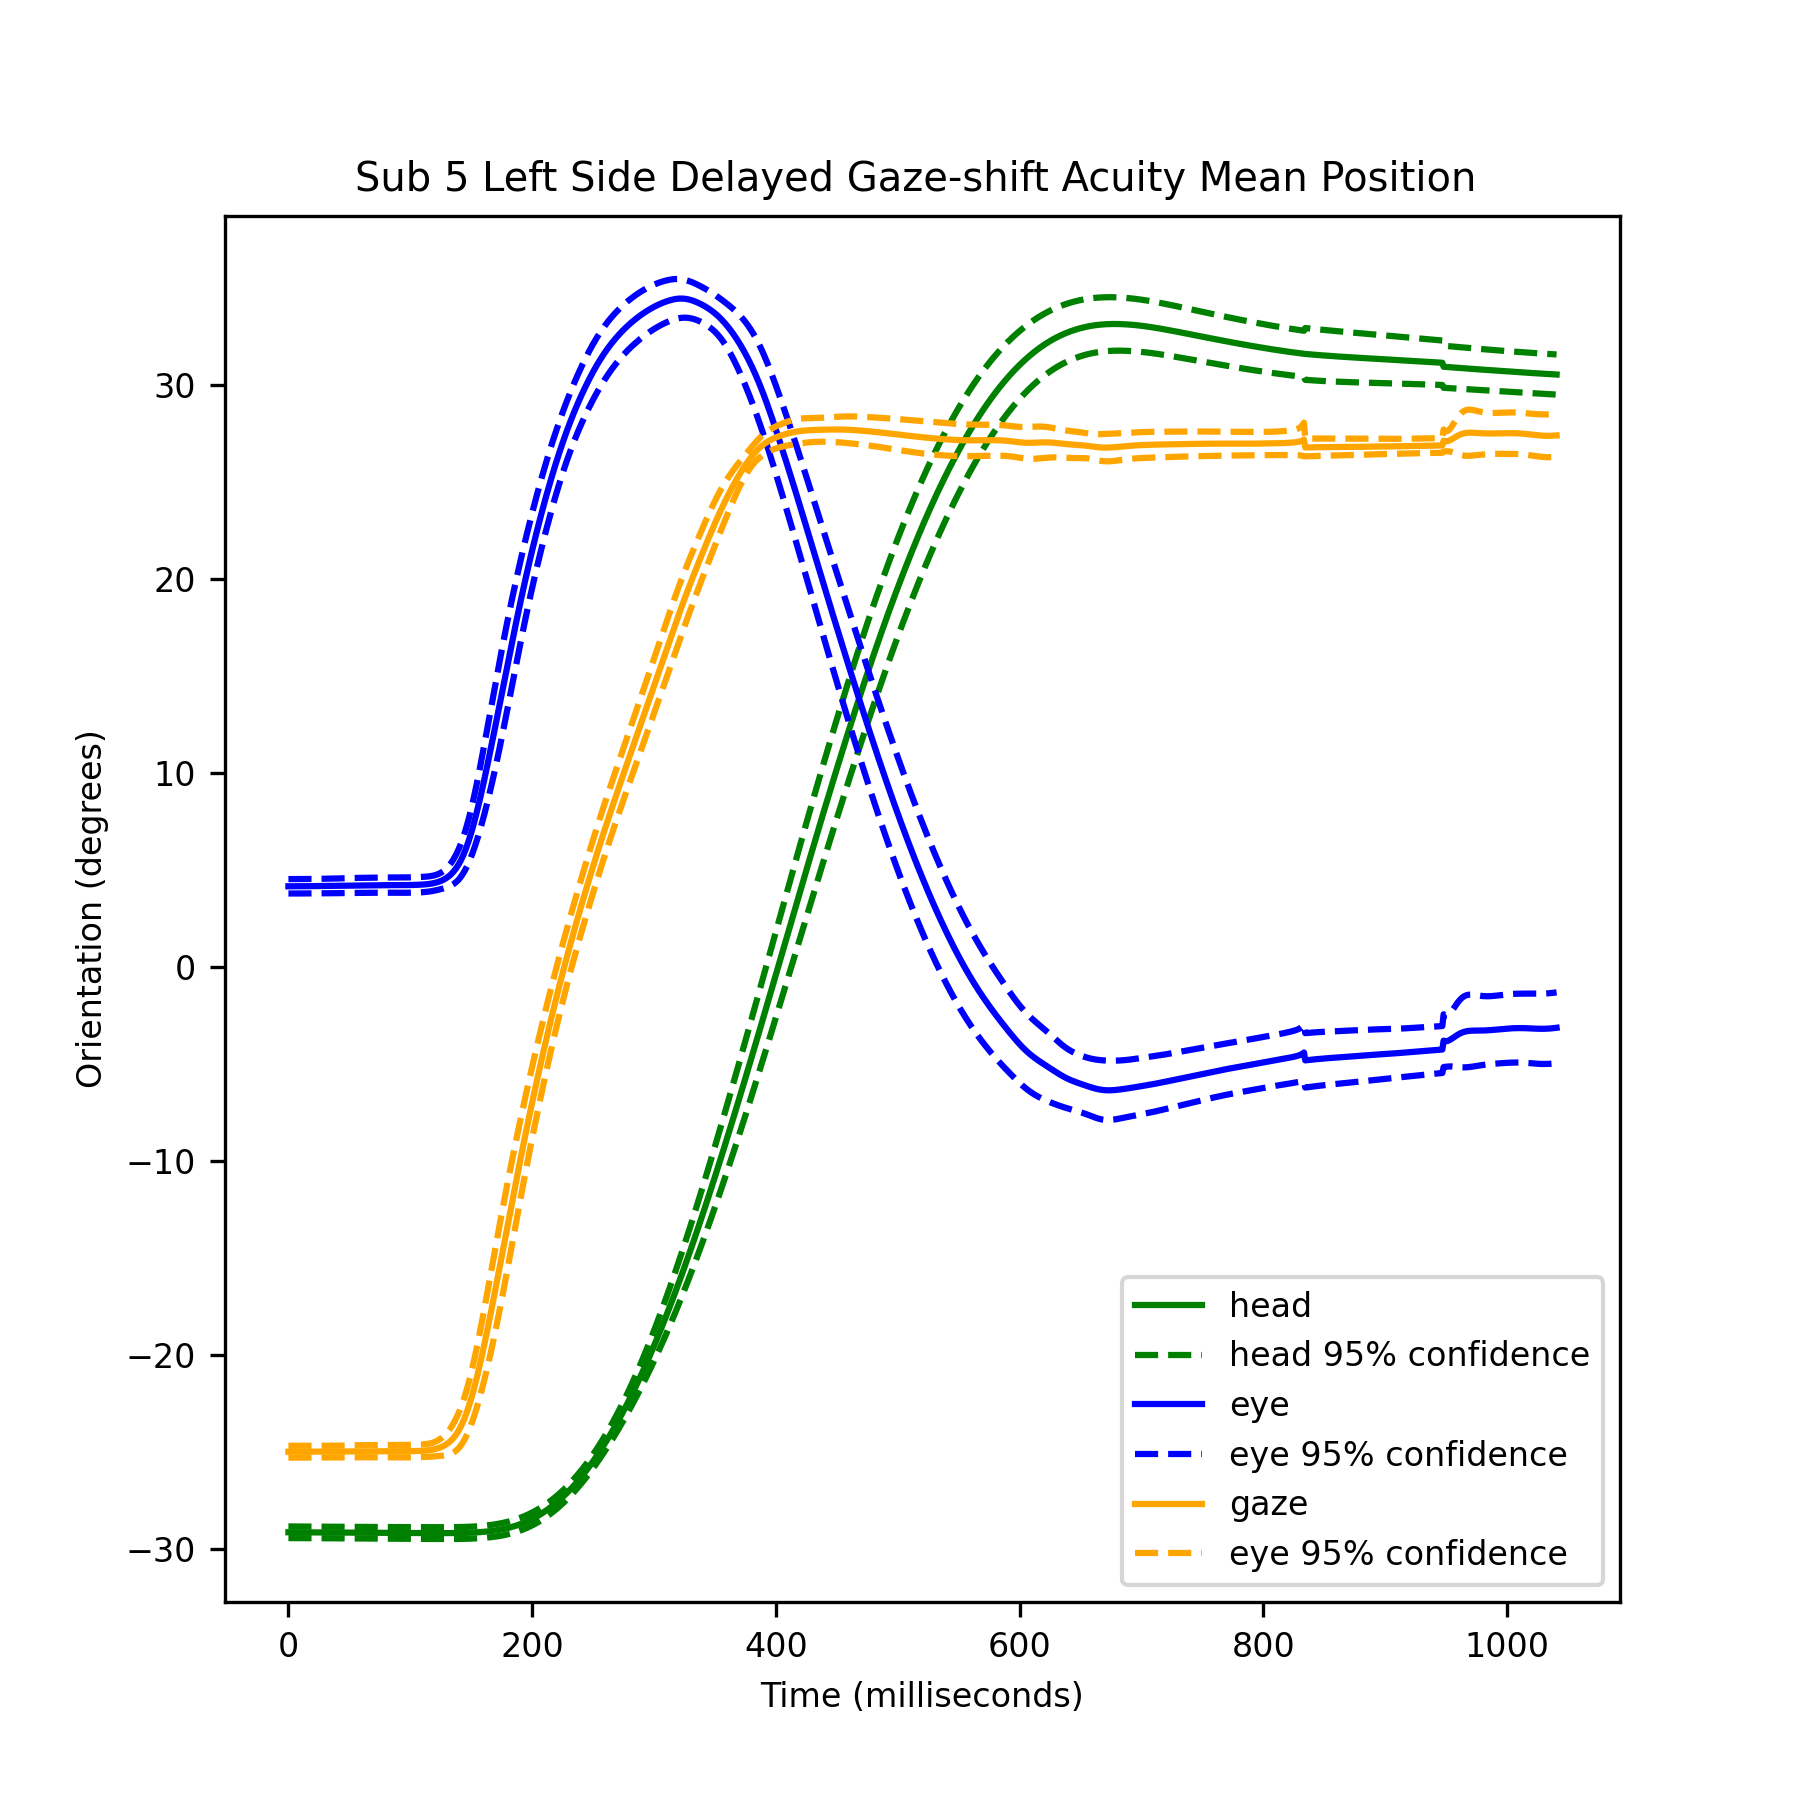 Sub 5 Left Side Delayed Gaze-shift Acuity Mean Position
Orientation (degrees)
30
20
10
0
−10
−20
−30
head
head 95% confidence
eye
eye 95% confidence
gaze
eye 95% confidence
0 200 400 600 800 1000
Time (milliseconds)